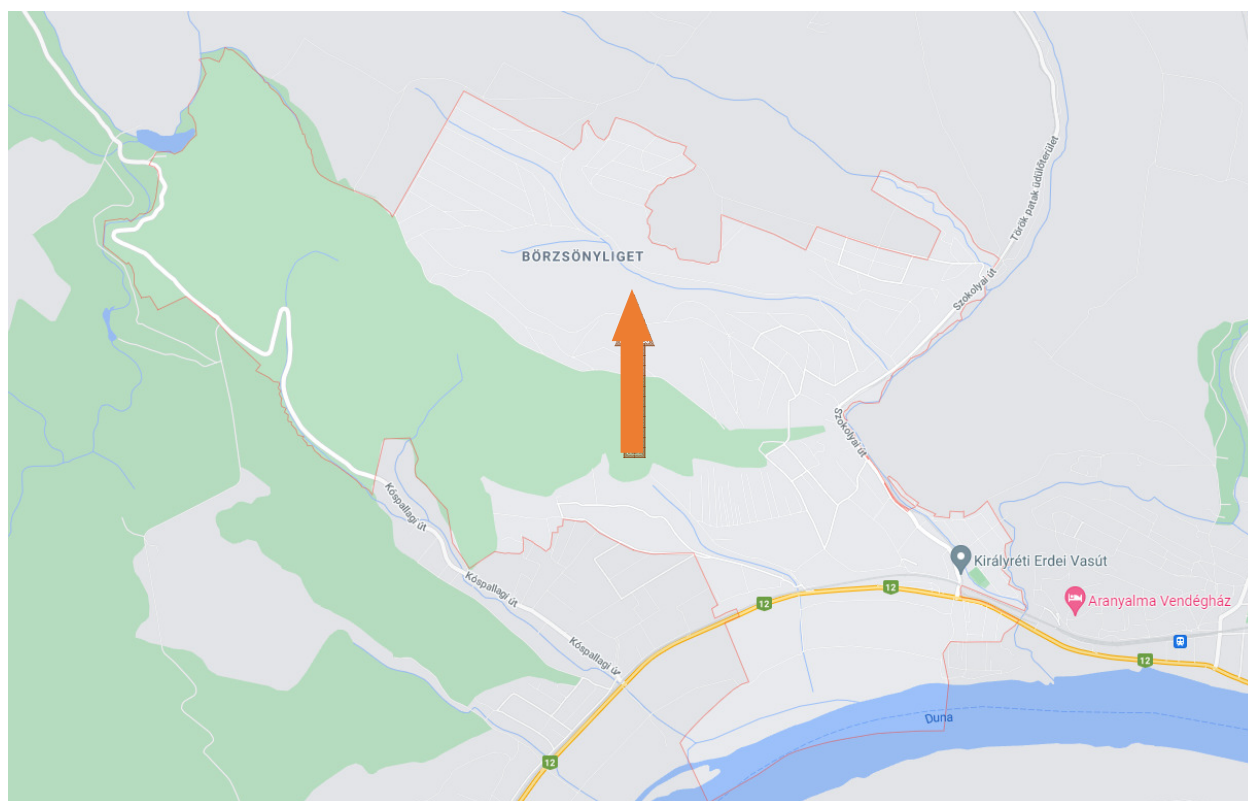 Török patak üdülőterület
BÖRZSÖNYLIGET
Szokolyai út
Szokolyai út
Kóspallagi út
Királyréti Erdei Vasút
Kóspallagi út
12
12
Aranyalma Vendégház
Kóspallagi út
12
Duna
12